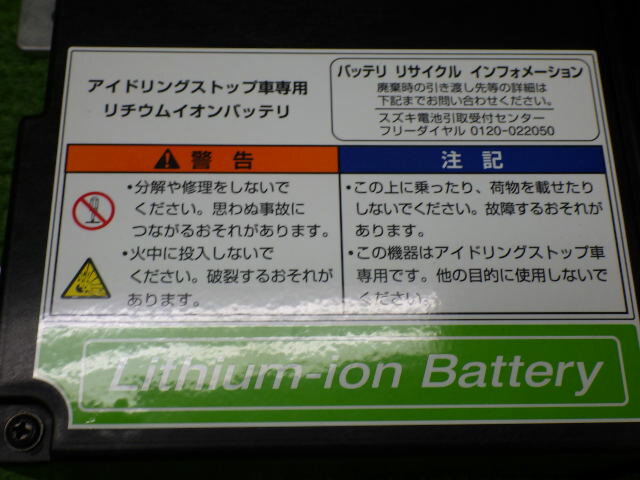 アイドリングストップ車専用
リチウムイオンバッテリ
バッテリ リサイクル インフォメーション
廃棄時の引き渡し先等の詳細は
下記までお問い合わせください。
スズキ電池引取受付センター
フリーダイヤル 0120-022050
警告
・分解や修理をしないで
ください。思わぬ事故に
つながるおそれがあります。
・火中に投入しないで
ください。破裂するおそれが
あります。
注記
・この上に乗ったり、荷物を載せたり
しないでください。故障するおそれが
あります。
・この機器はアイドリングストップ車
専用です。他の目的に使用しないで
ください。
Lithium-ion Battery